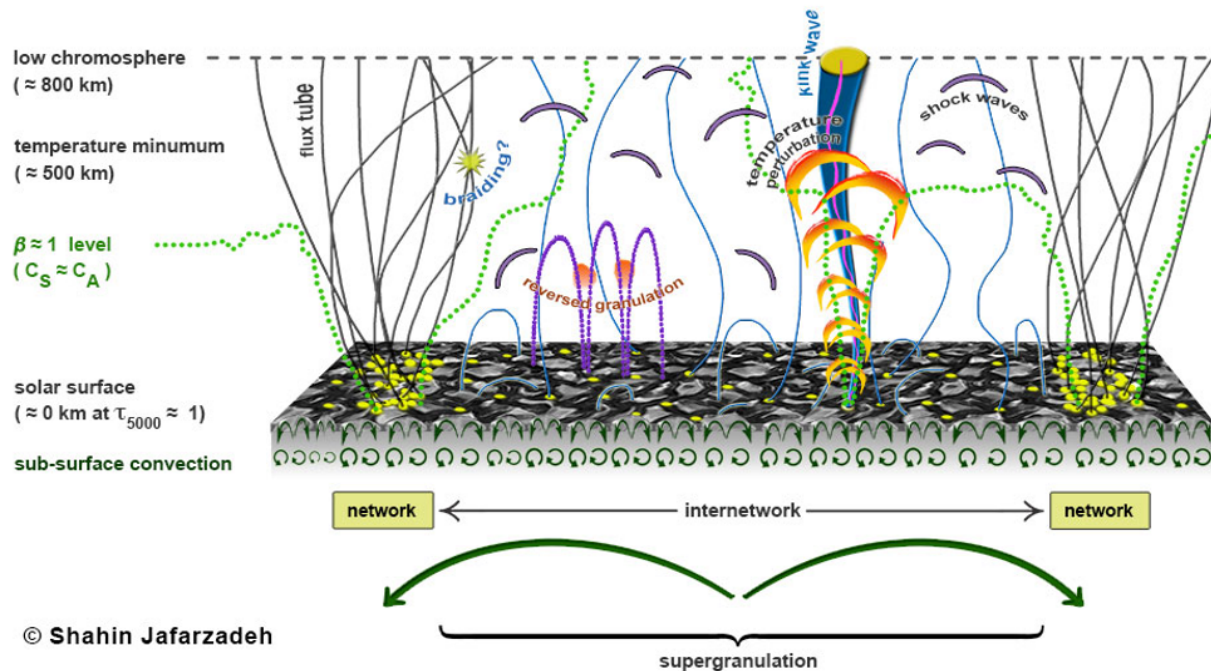 low chromosphere
( ≈ 800 km)
flux tube
kink wave
shock waves
temperature minumum
( ≈ 500 km)
temperature
perturbation
braiding?
β ≈ 1 level
( C_S ≈ C_A )
reversed granulation
solar surface
( ≈ 0 km at τ_5000 ≈ 1)
sub-surface convection
network
internetwork
network
© Shahin Jafarzadeh
supergranulation